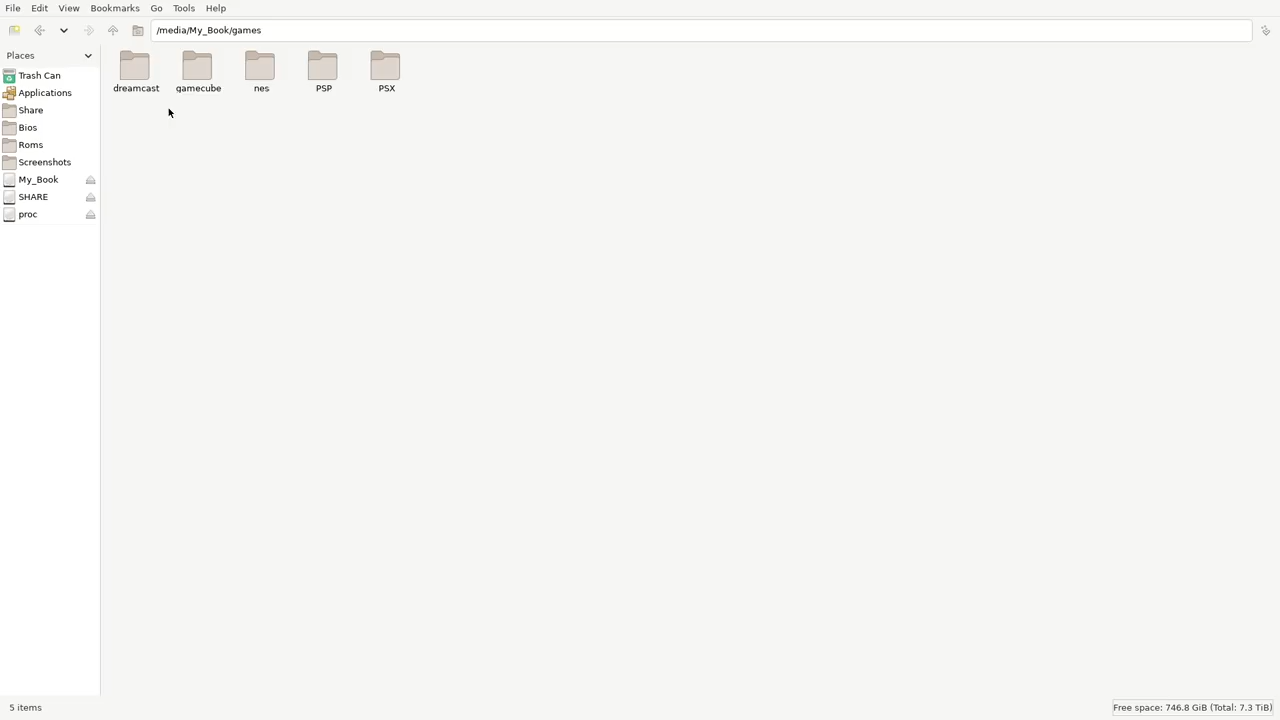 File Edit View Bookmarks Go Tools Help
/media/My_Book/games
Places
Trash Can
Applications
Share
Bios
Roms
Screenshots
My_Book
SHARE
proc
dreamcast gamecube nes PSP PSX
5 items
Free space: 746.8 GiB (Total: 7.3 TiB)